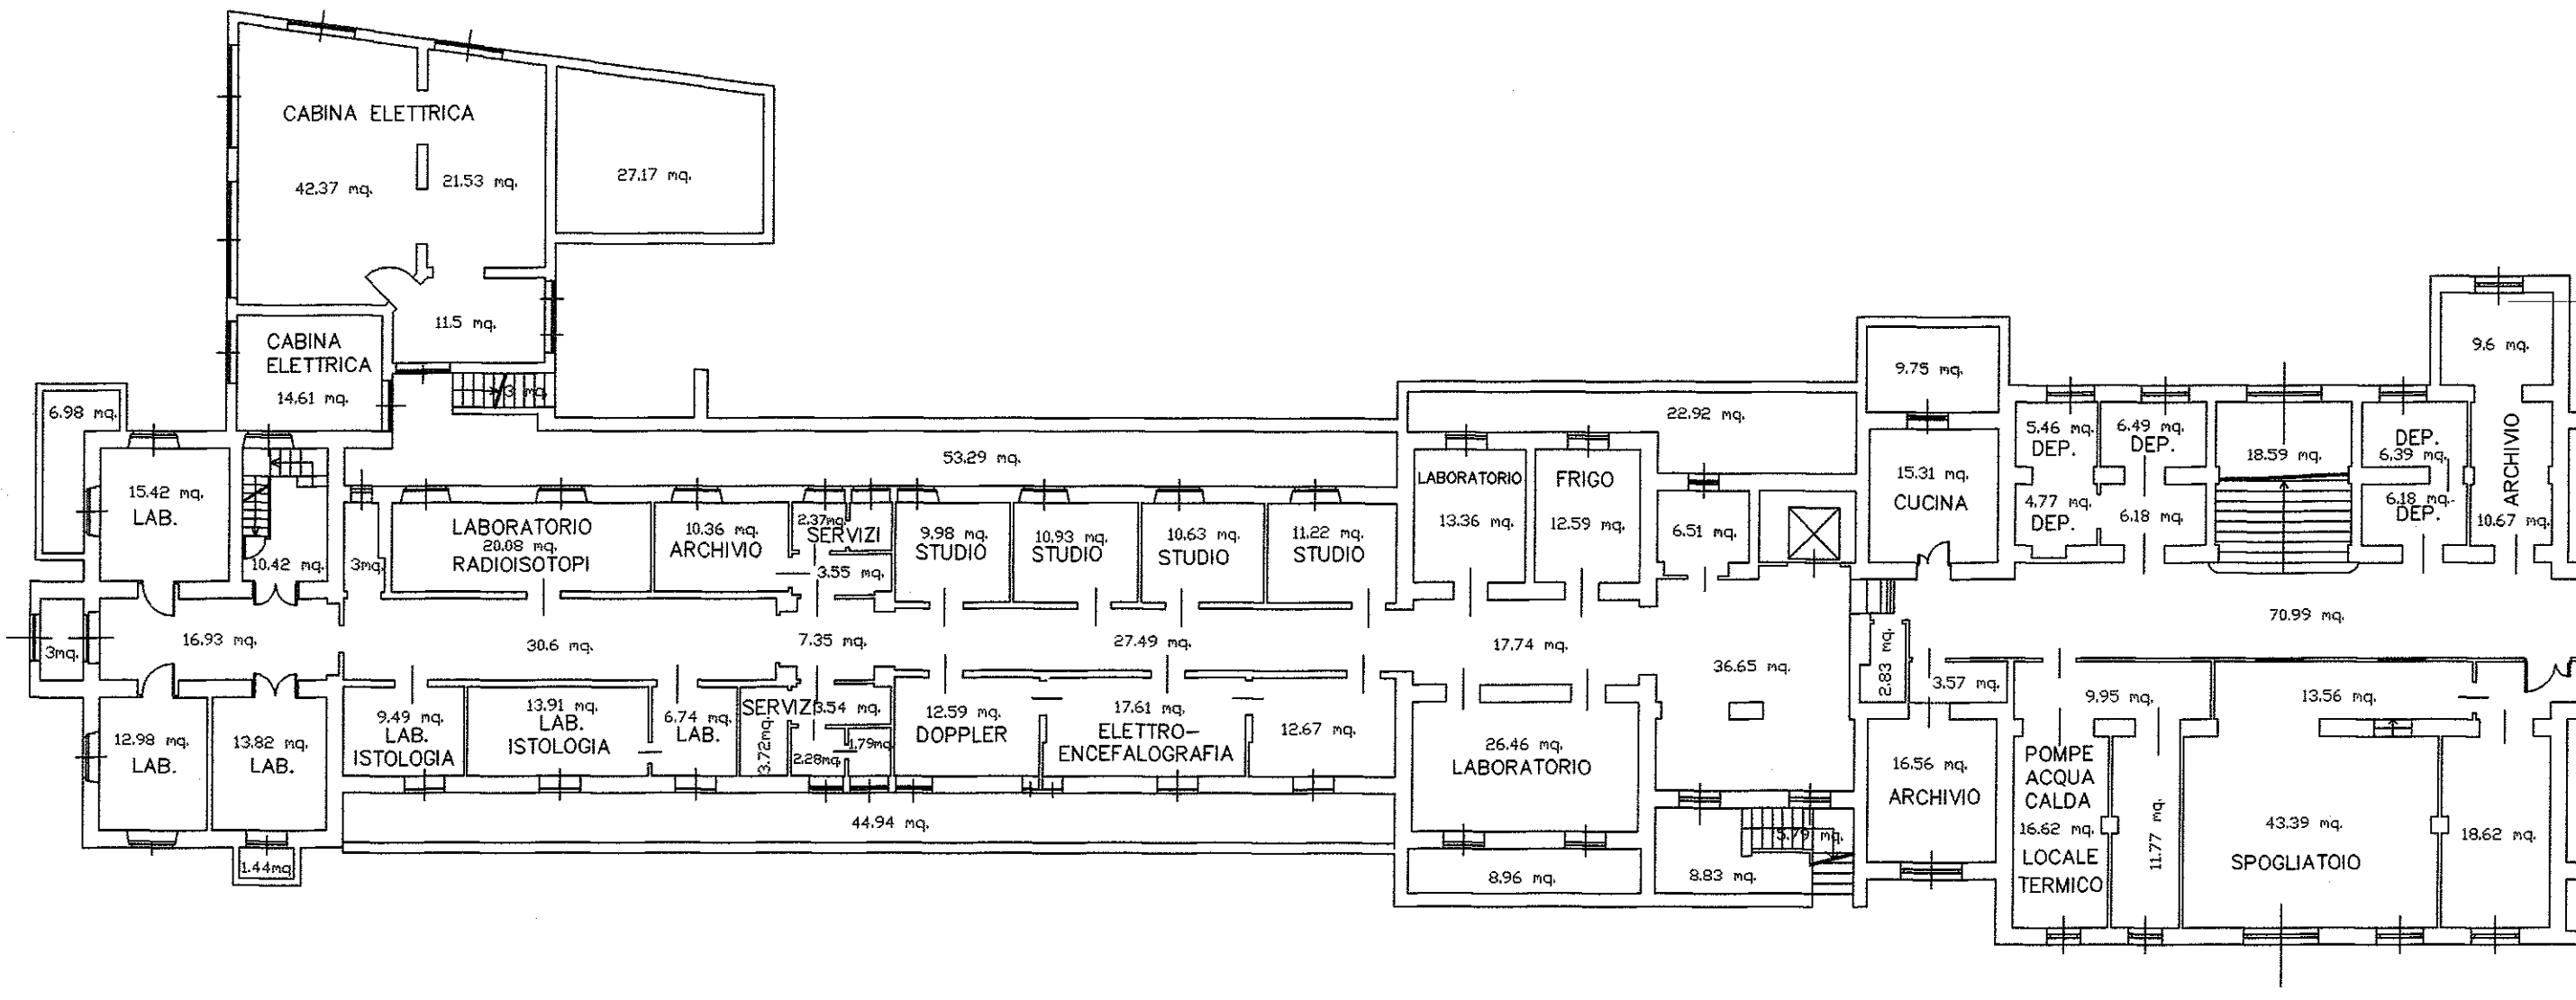 CABINA ELETTRICA
42.37 mq.
21.53 mq.
27.17 mq.
11.5 mq.
CABINA
ELETTRICA
14.61 mq.
3 mq.
6.98 mq.
15.42 mq.
LAB.
10.42 mq.
3mq.
16.93 mq.
12.98 mq.
LAB.
13.82 mq.
LAB.
1.44mq.
53.29 mq.
3mq.
LABORATORIO
20.08 mq.
RADIOISOTOPI
10.36 mq.
ARCHIVIO
2.37mq.
SERVIZI
3.55 mq.
9.98 mq.
STUDIO
10.93 mq.
STUDIO
10.63 mq.
STUDIO
11.22 mq.
STUDIO
30.6 mq.
7.35 mq.
27.49 mq.
9.49 mq.
LAB.
ISTOLOGIA
13.91 mq.
LAB.
ISTOLOGIA
6.74 mq.
LAB.
SERVIZI
3.54 mq.
3.72mq.
2.28mq.
1.79mq.
12.59 mq.
DOPPLER
17.61 mq.
ELETTRO-
ENCEFALOGRAFIA
12.67 mq.
44.94 mq.
22.92 mq.
LABORATORIO
13.36 mq.
FRIGO
12.59 mq.
6.51 mq.
17.74 mq.
36.65 mq.
26.46 mq.
LABORATORIO
8.96 mq.
8.83 mq.
5.79 mq.
9.75 mq.
15.31 mq.
CUCINA
2.83 mq.
3.57 mq.
16.56 mq.
ARCHIVIO
5.46 mq.
DEP.
6.49 mq.
DEP.
4.77 mq.
DEP.
6.18 mq.
18.59 mq.
DEP.
6.39 mq.
6.18 mq.
DEP.
9.6 mq.
ARCHIVIO
10.67 mq.
70.99 mq.
9.95 mq.
POMPE
ACQUA
CALDA
16.62 mq.
LOCALE
TERMICO
11.77 mq.
13.56 mq.
43.39 mq.
SPOGLIATOIO
18.62 mq.